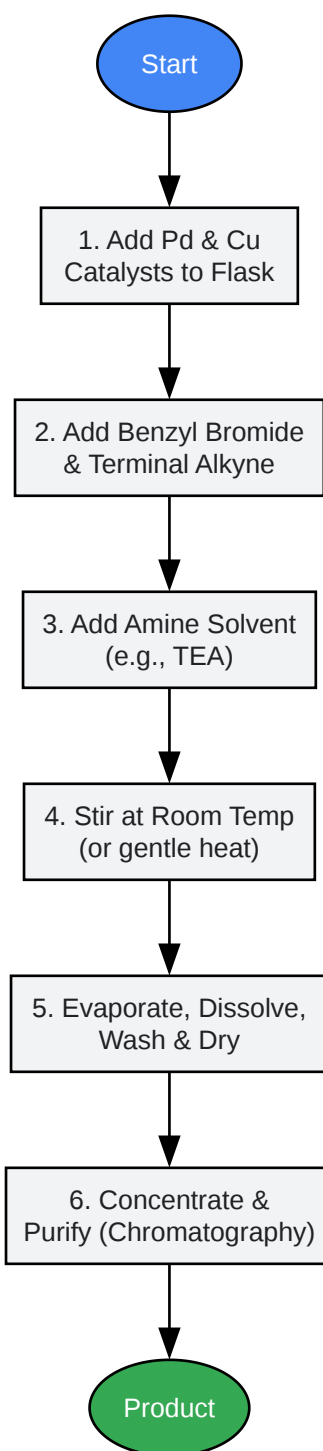 Start
1. Add Pd & Cu
Catalysts to Flask
2. Add Benzyl Bromide
& Terminal Alkyne
3. Add Amine Solvent
(e.g., TEA)
4. Stir at Room Temp
(or gentle heat)
5. Evaporate, Dissolve,
Wash & Dry
6. Concentrate &
Purify (Chromatography)
Product